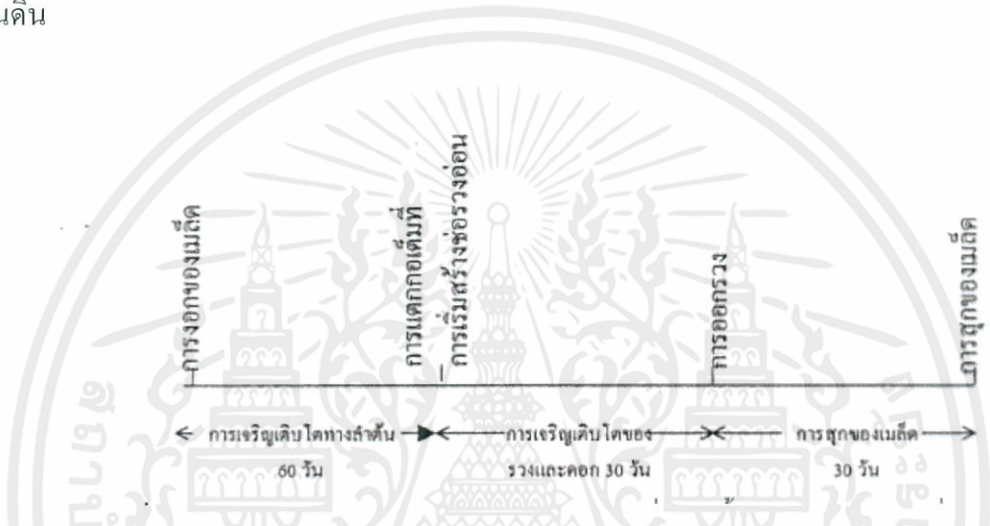 การงอกของเมล็ด
การแตกกอเต็มที่
การเริ่มสร้างช่อรวงอ่อน
การออกรวง
การสุกของเมล็ด
การเจริญเติบโตทางลำต้น
60 วัน
การเจริญเติบโตของ
รวงและดอก 30 วัน
การสุกของเมล็ด
30 วัน